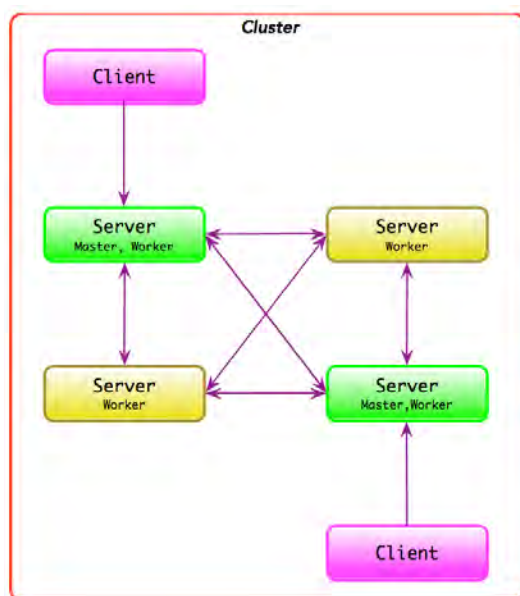 Cluster
Client
Server
Master, Worker
Server
Worker
Server
Worker
Server
Master,Worker
Client